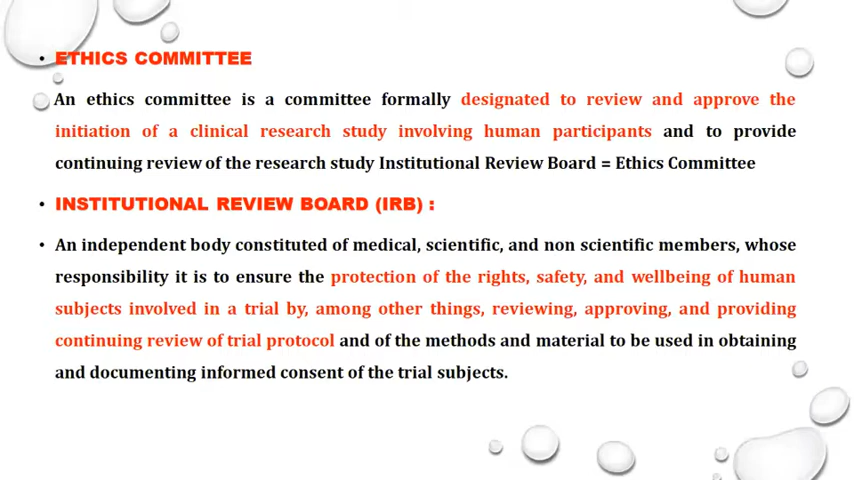 • ETHICS COMMITTEE
An ethics committee is a committee formally designated to review and approve the
initiation of a clinical research study involving human participants and to provide
continuing review of the research study Institutional Review Board = Ethics Committee
• INSTITUTIONAL REVIEW BOARD (IRB) :
• An independent body constituted of medical, scientific, and non scientific members, whose
responsibility it is to ensure the protection of the rights, safety, and wellbeing of human
subjects involved in a trial by, among other things, reviewing, approving, and providing
continuing review of trial protocol and of the methods and material to be used in obtaining
and documenting informed consent of the trial subjects.